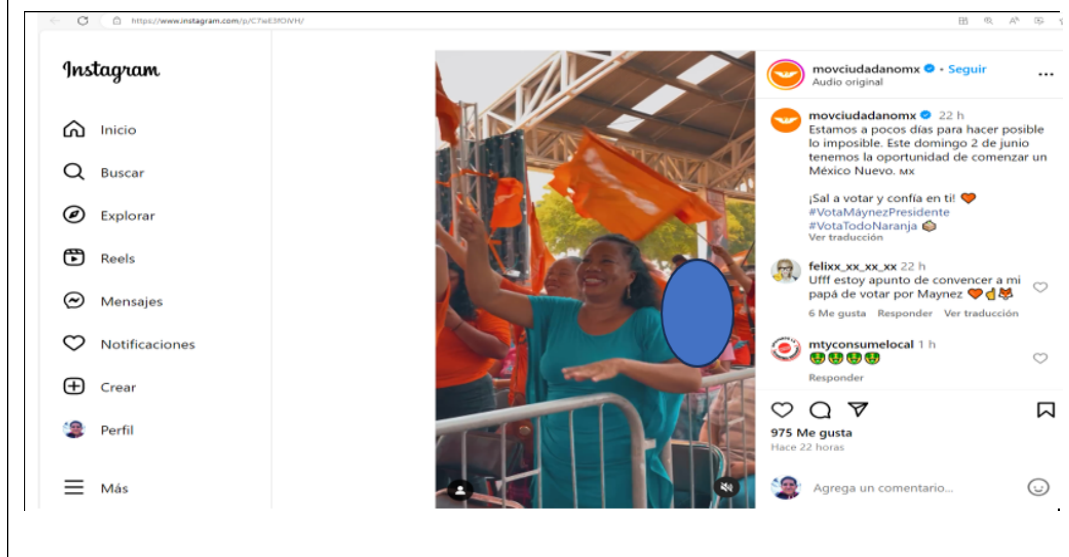 https://www.instagram.com/p/C7wE3fOIVH/
Instagram
Inicio
Buscar
Explorar
Reels
Mensajes
Notificaciones
Crear
Perfil
Más
movciudadanomx • Seguir
Audio original
movciudadanomx 22 h
Estamos a pocos días para hacer posible
lo imposible. Este domingo 2 de junio
tenemos la oportunidad de comenzar un
México Nuevo. MX
¡Sal a votar y confía en ti! 🧡
#VotaMáynezPresidente
#VotaTodoNaranja 🗳️
Ver traducción
felixx_xx_xx_xx 22 h
Ufff estoy apunto de convencer a mi
papá de votar por Maynez 🧡☝️🦊
6 Me gusta Responder Ver traducción
mtyconsumelocal 1 h
🤮🤮🤮🤮
Responder
975 Me gusta
Hace 22 horas
Agrega un comentario...